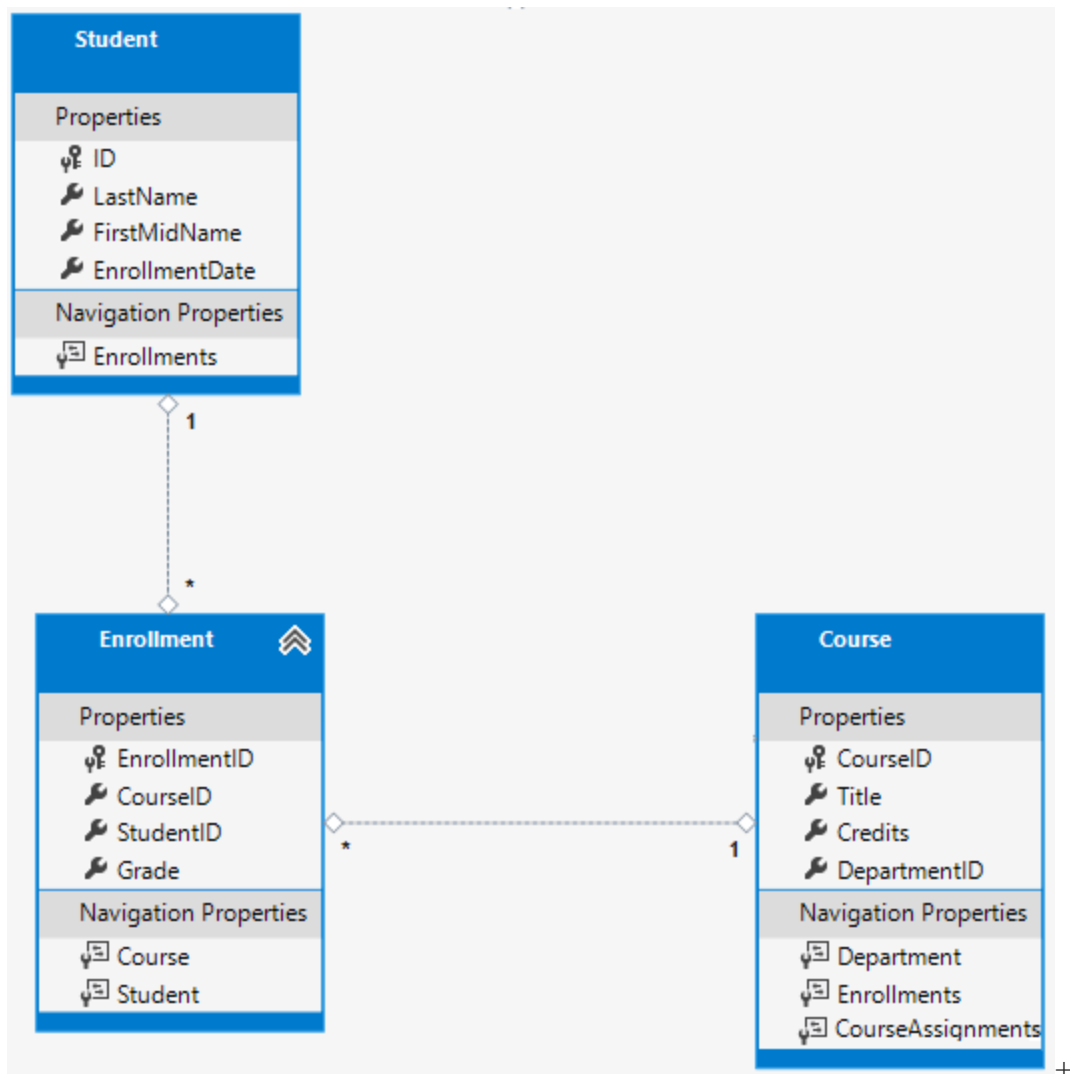 Student
Properties
ID
LastName
FirstMidName
EnrollmentDate
Navigation Properties
Enrollments
1
*
Enrollment
Properties
EnrollmentID
CourseID
StudentID
Grade
Navigation Properties
Course
Student
*
1
Course
Properties
CourseID
Title
Credits
DepartmentID
Navigation Properties
Department
Enrollments
CourseAssignments